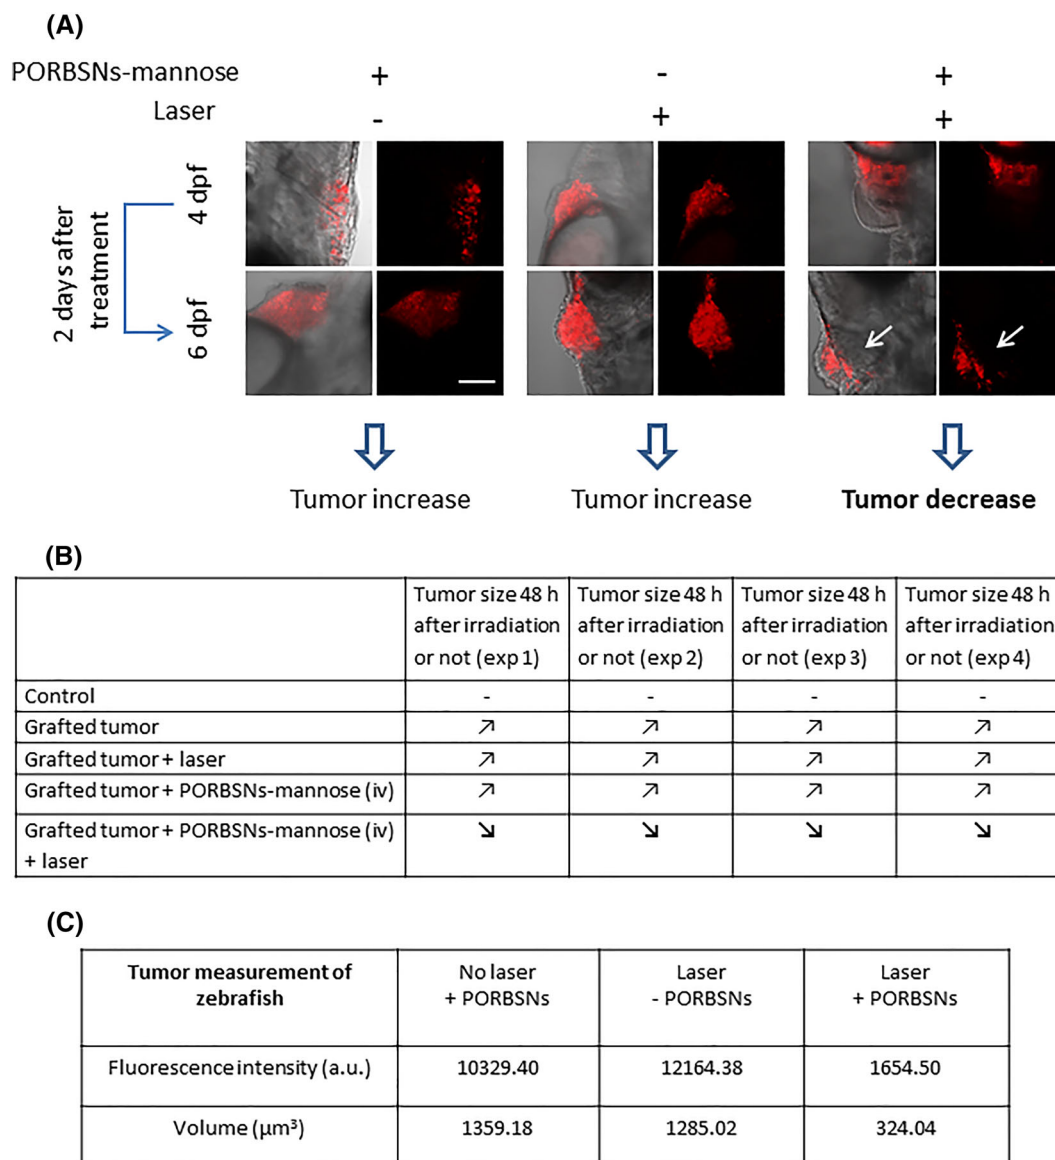 (A)
PORBSNs-mannose + - +
Laser - + +
2 days after
treatment
4 dpf
6 dpf
Tumor increase Tumor increase Tumor decrease
(B)
Tumor size 48 h Tumor size 48 h Tumor size 48 h Tumor size 48 h
after irradiation after irradiation after irradiation after irradiation
or not (exp 1) or not (exp 2) or not (exp 3) or not (exp 4)
Control - - - -
Grafted tumor ↗ ↗ ↗ ↗
Grafted tumor + laser ↗ ↗ ↗ ↗
Grafted tumor + PORBSNs-mannose (iv) ↗ ↗ ↗ ↗
Grafted tumor + PORBSNs-mannose (iv) ↘ ↘ ↘ ↘
+ laser
(C)
Tumor measurement of No laser Laser Laser
zebrafish + PORBSNs - PORBSNs + PORBSNs
Fluorescence intensity (a.u.) 10329.40 12164.38 1654.50
Volume (µm³) 1359.18 1285.02 324.04